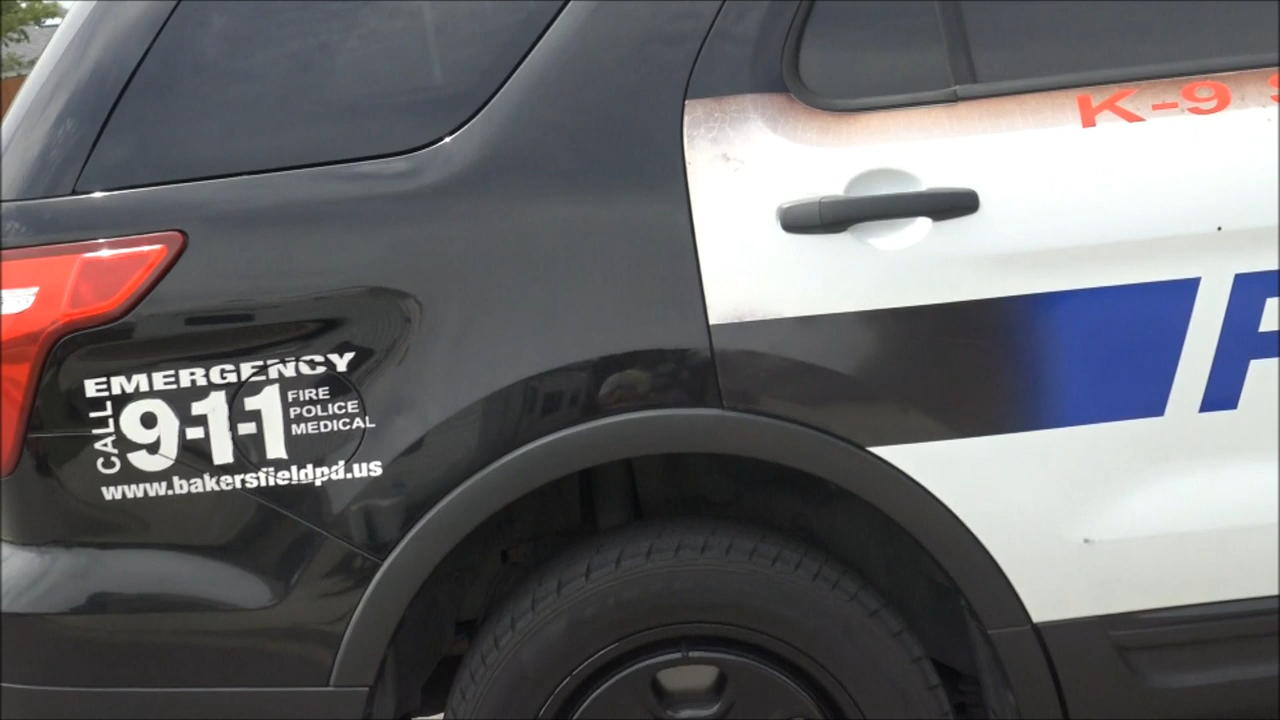 K-9
EMERGENCY
CALL
9-1-1
FIRE
POLICE
MEDICAL
www.bakersfieldpd.us